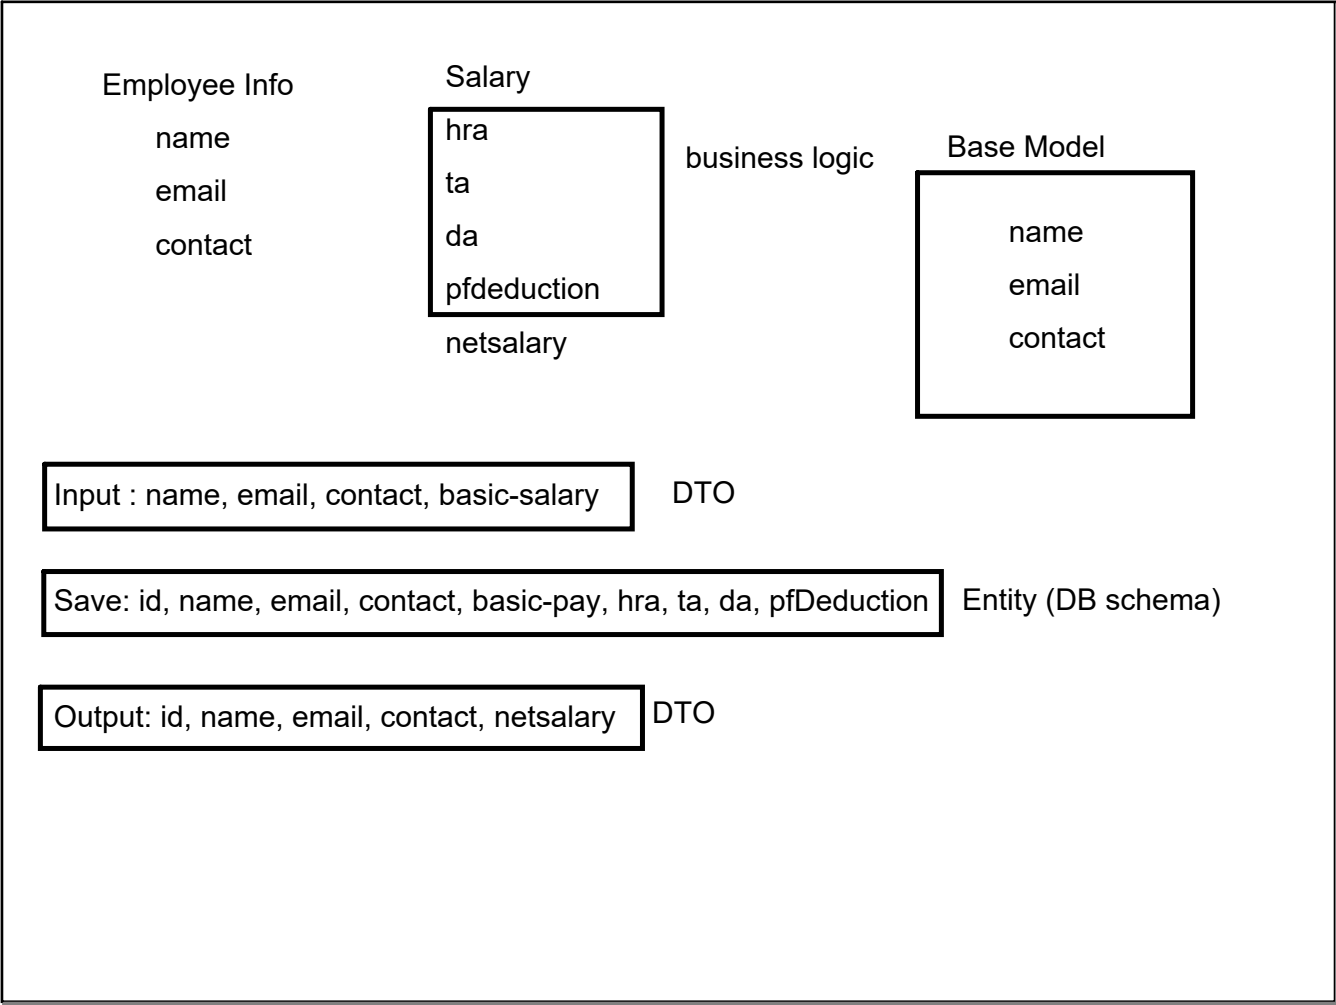 Employee Info
name
email
contact
Salary
hra
ta
da
pfdeduction
netsalary
business logic
Base Model
name
email
contact
Input : name, email, contact, basic-salary
DTO
Save: id, name, email, contact, basic-pay, hra, ta, da, pfDeduction
Entity (DB schema)
Output: id, name, email, contact, netsalary
DTO